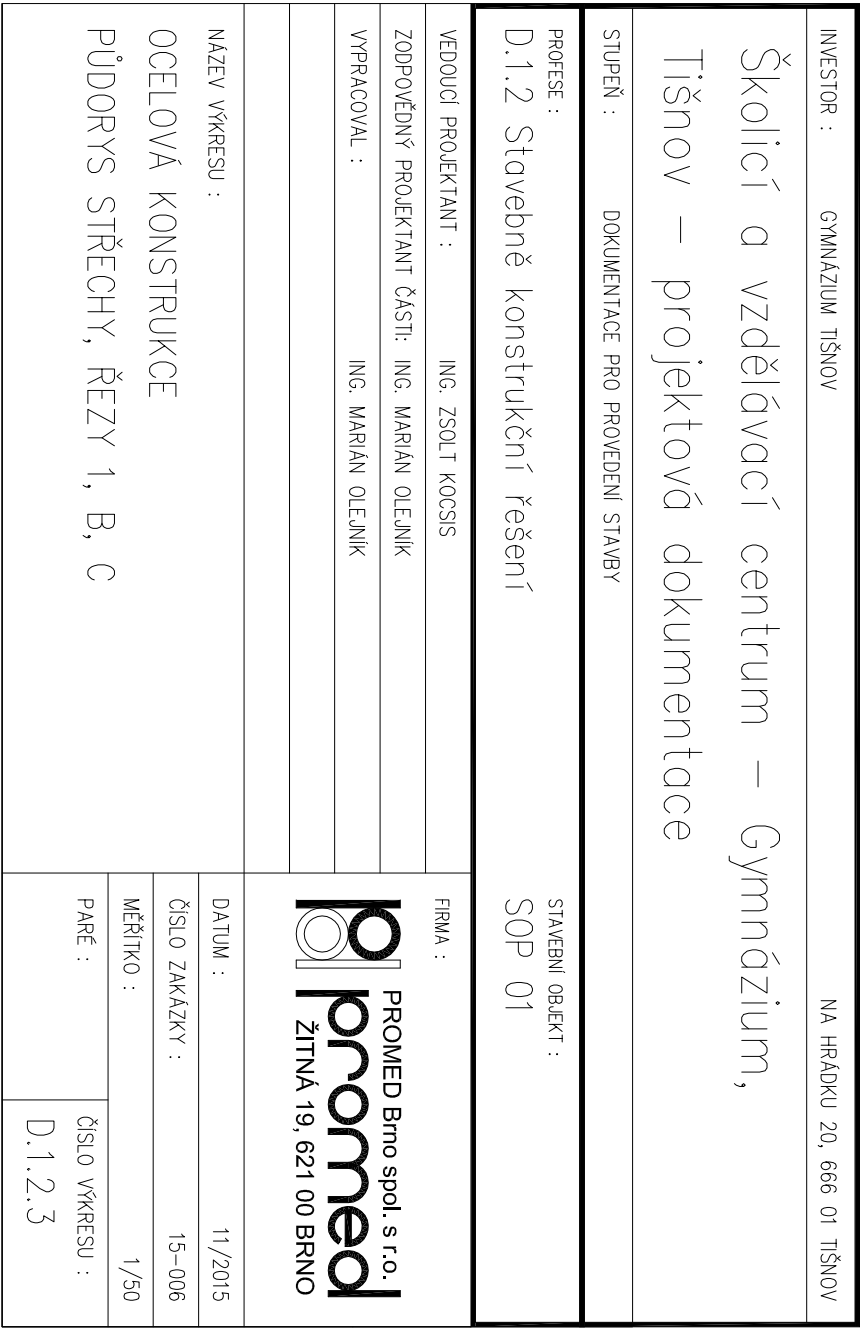 INVESTOR : GYMNÁZIUM TIŠNOV NA HRÁDKU 20, 666 01 TIŠNOV
Školicí a vzdělávací centrum – Gymnázium,
Tišnov – projektová dokumentace
STUPEŇ : DOKUMENTACE PRO PROVEDENÍ STAVBY
PROFESE : STAVEBNÍ OBJEKT :
D.1.2 Stavebně konstrukční řešení SOP 01
VEDOUCÍ PROJEKTANT : ING. ZSOLT KOCSIS
ZODPOVĚDNÝ PROJEKTANT ČÁSTI: ING. MARIÁN OLEJNÍK
VYPRACOVAL : ING. MARIÁN OLEJNÍK
FIRMA :
PROMED Brno spol. s r.o.
promed
ŽITNÁ 19, 621 00 BRNO
NÁZEV VÝKRESU :
OCELOVÁ KONSTRUKCE
PŮDORYS STŘECHY, ŘEZY 1, B, C
DATUM : 11/2015
ČÍSLO ZAKÁZKY : 15–006
MĚŘÍTKO : 1/50
PARÉ :
ČÍSLO VÝKRESU :
D.1.2.3